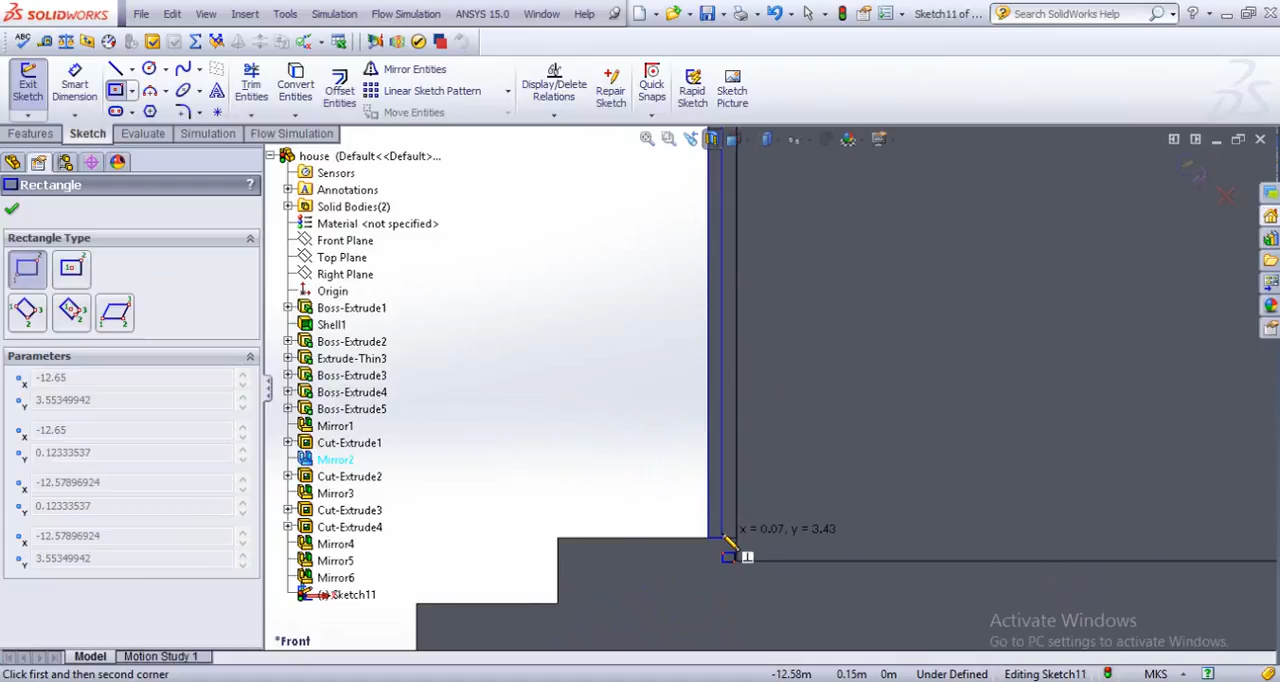 SOLIDWORKS File Edit View Insert Tools Simulation Flow Simulation ANSYS 15.0 Window Help Sketch11 of ... Search SolidWorks Help
Exit Sketch
Smart Dimension
Trim Entities
Convert Entities
Offset Entities
Mirror Entities
Linear Sketch Pattern
Move Entities
Display/Delete Relations
Repair Sketch
Quick Snaps
Rapid Sketch
Sketch Picture
Features Sketch Evaluate Simulation Flow Simulation
Rectangle ?
Rectangle Type
Parameters
-12.65
3.55349942
-12.65
0.12333537
-12.57896924
0.12333537
-12.57896924
3.55349942
house (Default<<Default>...
Sensors
Annotations
Solid Bodies(2)
Material <not specified>
Front Plane
Top Plane
Right Plane
Origin
Boss-Extrude1
Shell1
Boss-Extrude2
Extrude-Thin3
Boss-Extrude3
Boss-Extrude4
Boss-Extrude5
Mirror1
Cut-Extrude1
Mirror2
Cut-Extrude2
Mirror3
Cut-Extrude3
Cut-Extrude4
Mirror4
Mirror5
Mirror6
(-) Sketch11
x = 0.07, y = 3.43
*Front
Activate Windows
Go to PC settings to activate Windows.
Model Motion Study 1
Click first and then second corner -12.58m 0.15m 0m Under Defined Editing Sketch11 MKS